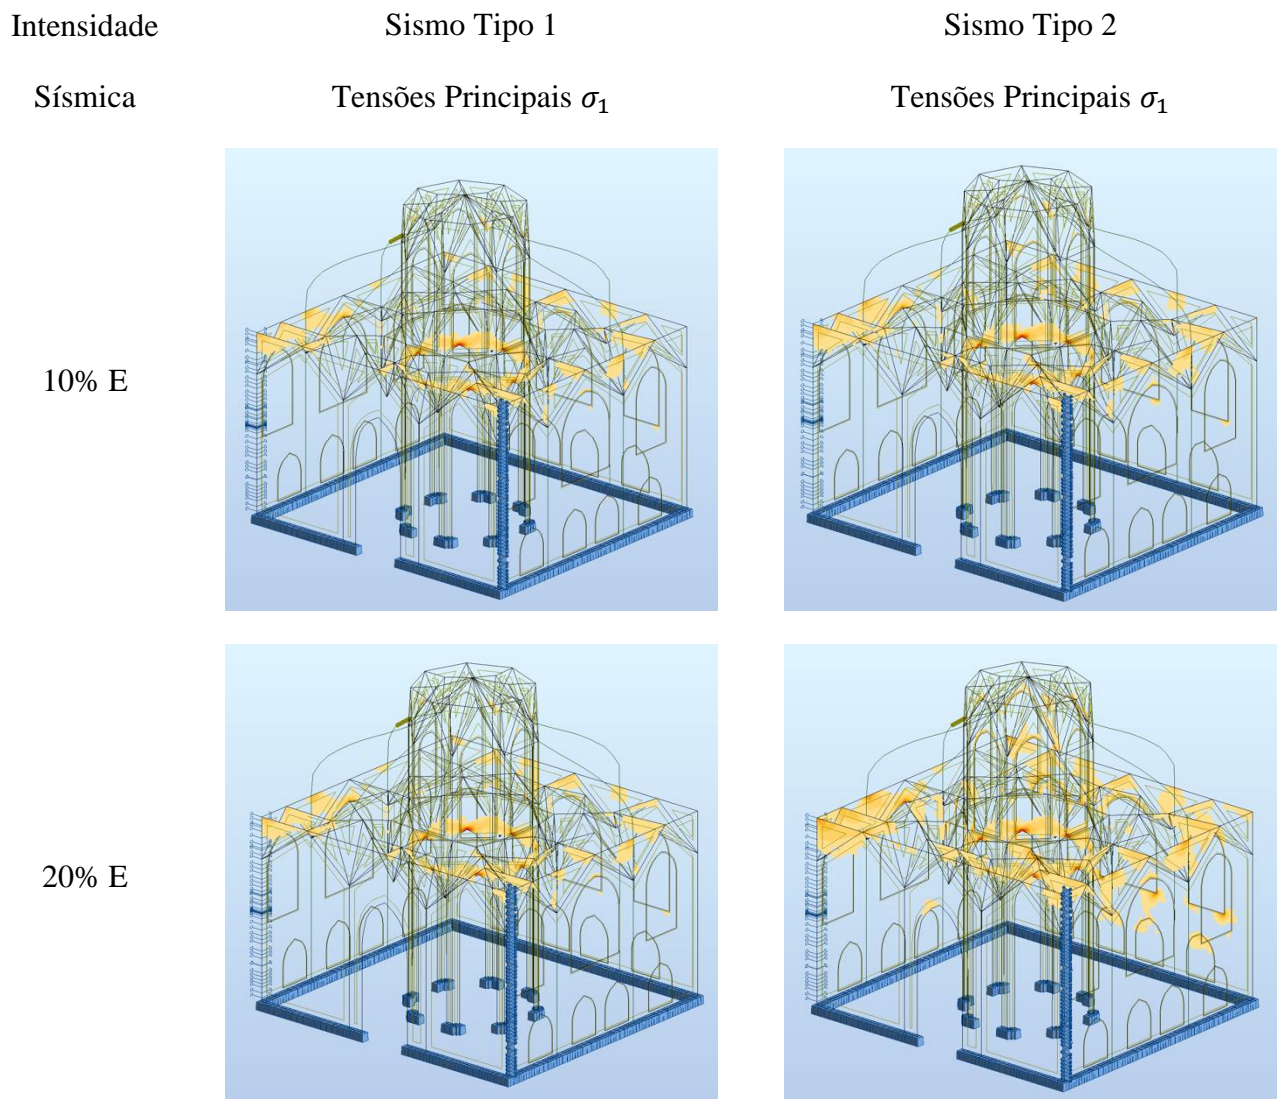 Intensidade Sismo Tipo 1 Sismo Tipo 2
Sísmica Tensões Principais σ₁ Tensões Principais σ₁
10% E
20% E